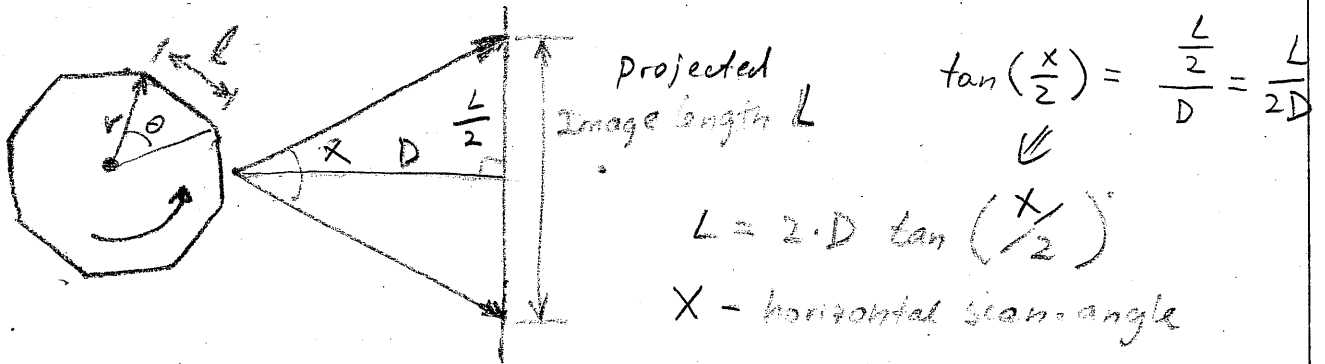 l
r θ
X D L/2
Projected
Image length L
tan(X/2) = (L/2)/D = L/2D
⇓
L = 2·D tan(X/2)
X - horizontal scan-angle